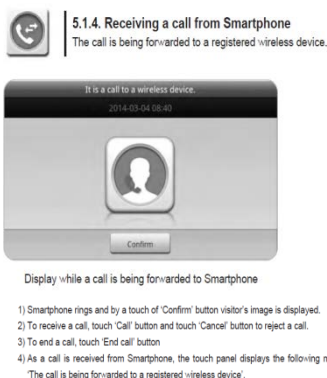 5.1.4. Receiving a call from Smartphone
The call is being forwarded to a registered wireless device.
It is a call to a wireless device.
2014-03-04 08:40
Confirm
Display while a call is being forwarded to Smartphone
1) Smartphone rings and by a touch of 'Confirm' button visitor's image is displayed.
2) To receive a call, touch 'Call' button and touch 'Cancel' button to reject a call.
3) To end a call, touch 'End call' button
4) As a call is received from Smartphone, the touch panel displays the following
'The call is being forwarded to a registered wireless device'.